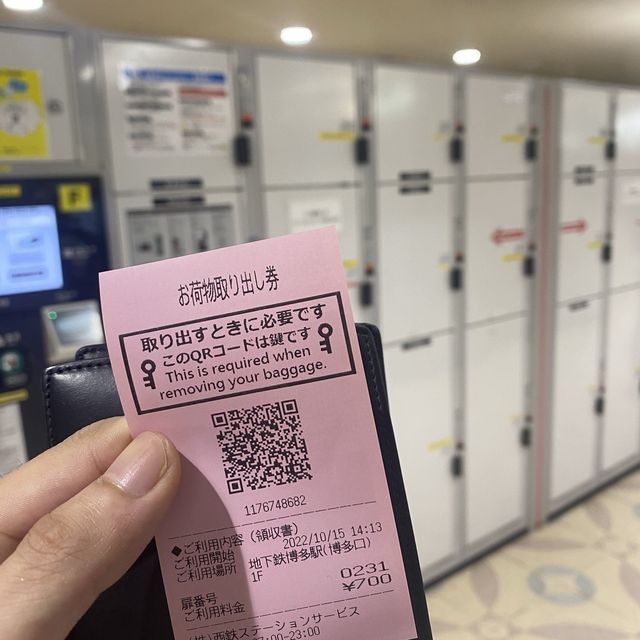 お荷物取り出し券
取り出すときに必要です
このQRコードは鍵です
This is required when
removing your baggage.
1176748682
◆ご利用内容(領収書)
ご利用開始 2022/10/15 14:13
ご利用場所 地下鉄博多駅(博多口)
1F
扉番号 0231
ご利用料金 ¥700
(株)西鉄ステーションサービス
:00-23:00